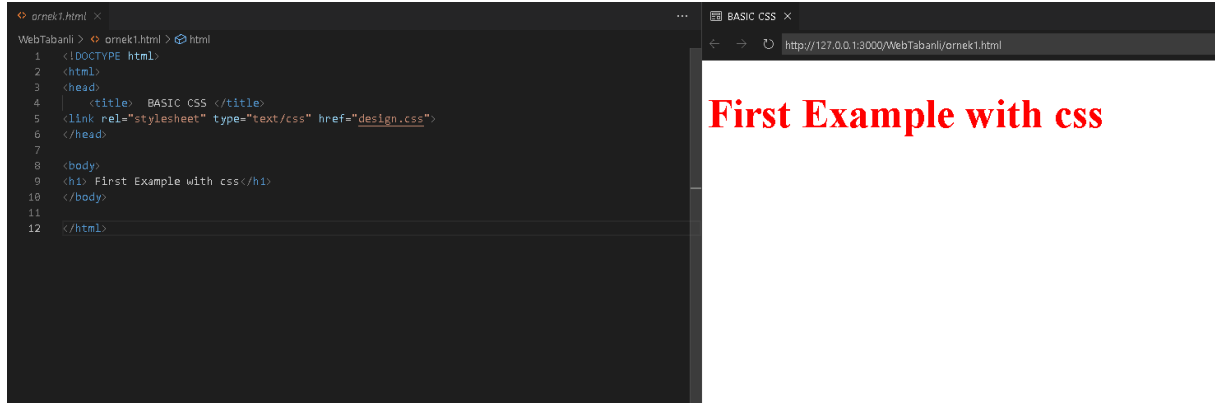 ornek1.html
WebTabanli > ornek1.html > html
1 <!DOCTYPE html>
2 <html>
3 <head>
4 <title>  BASIC CSS </title>
5 <link rel="stylesheet" type="text/css" href="design.css">
6 </head>
7
8 <body>
9 <h1> First Example with css</h1>
10 </body>
11
12 </html>
BASIC CSS
http://127.0.0.1:3000/WebTabanli/ornek1.html
First Example with css